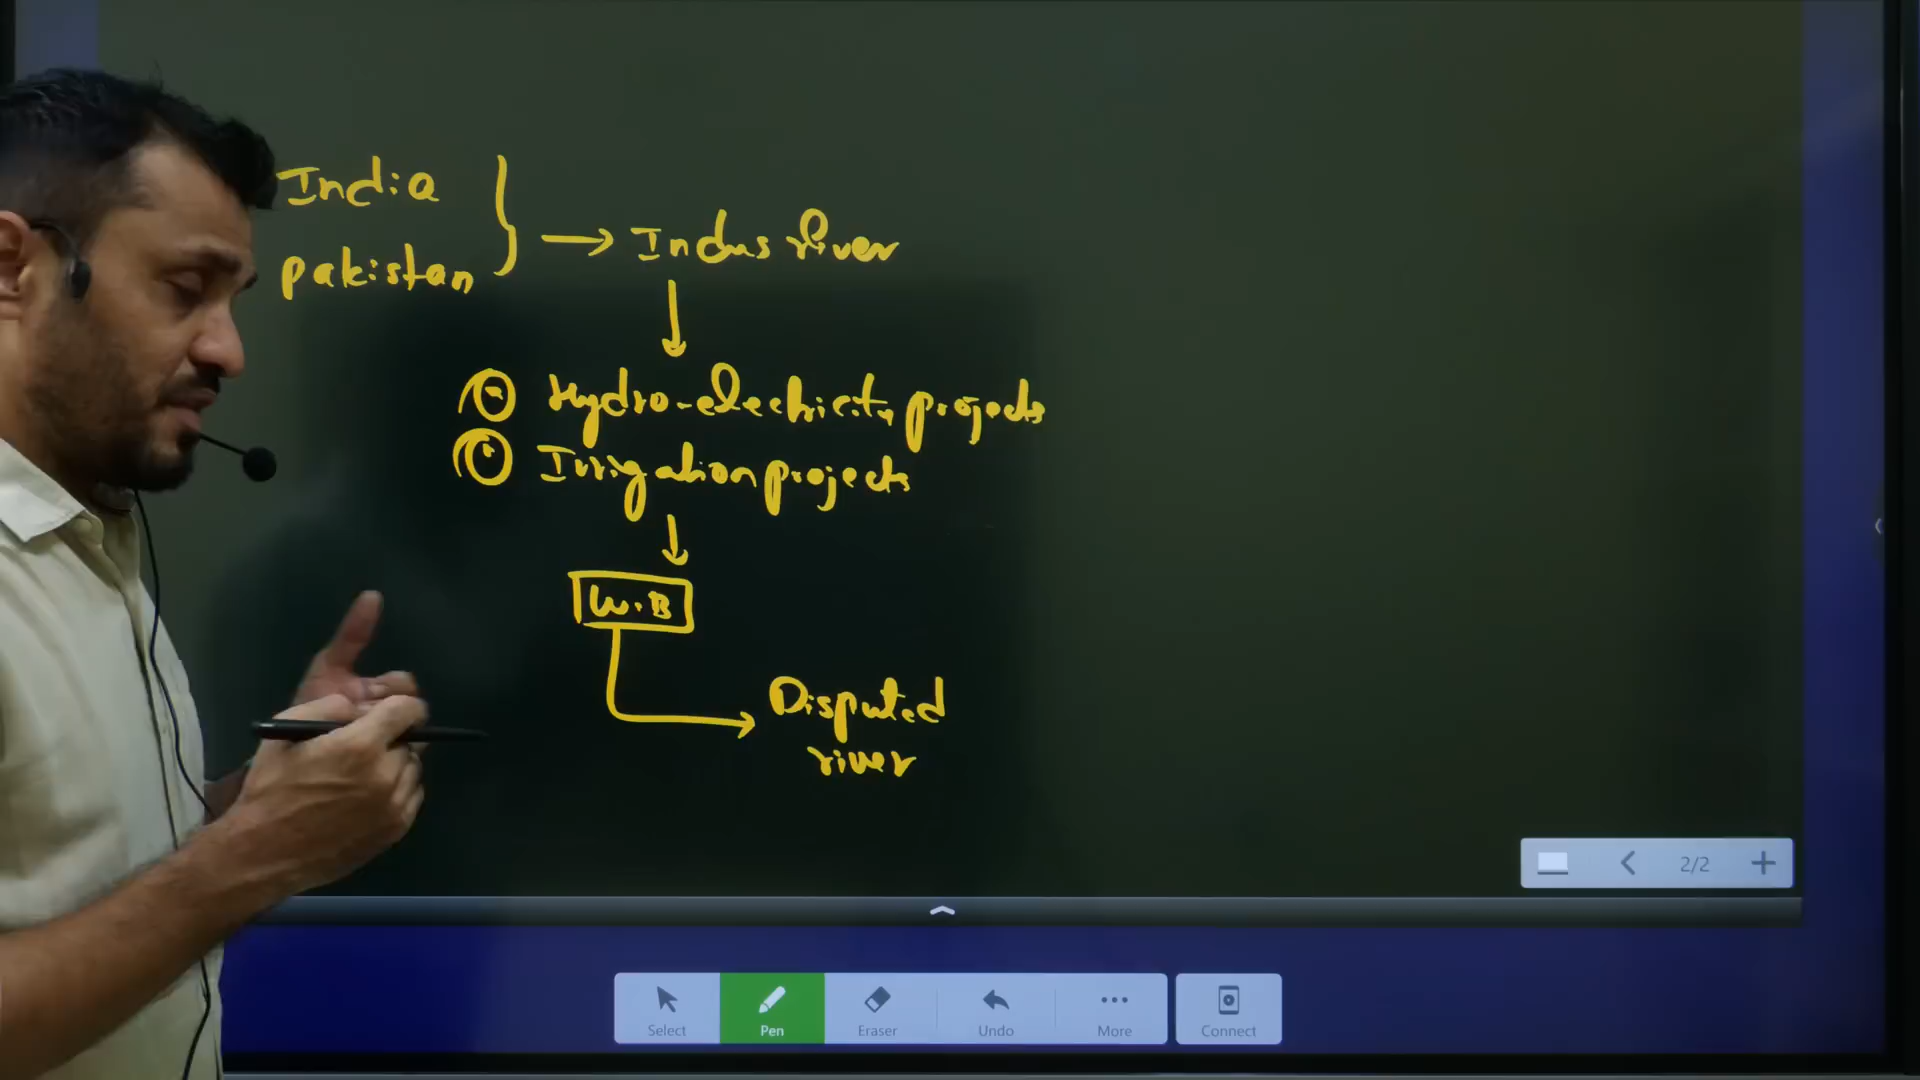 India
pakistan
Indus River
Hydro-electricity projects
Irrigation projects
W.B
Disputed
river
2/2
Select
Pen
Eraser
Undo
More
Connect